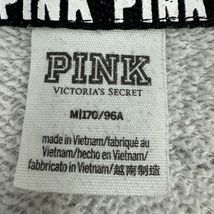 PINK PINK
PINK
VICTORIA'S SECRET
M|170/96A
made in Vietnam/fabriqué au
Vietnam/hecho en Vietnam/
fabbricato in Vietnam/越南制造